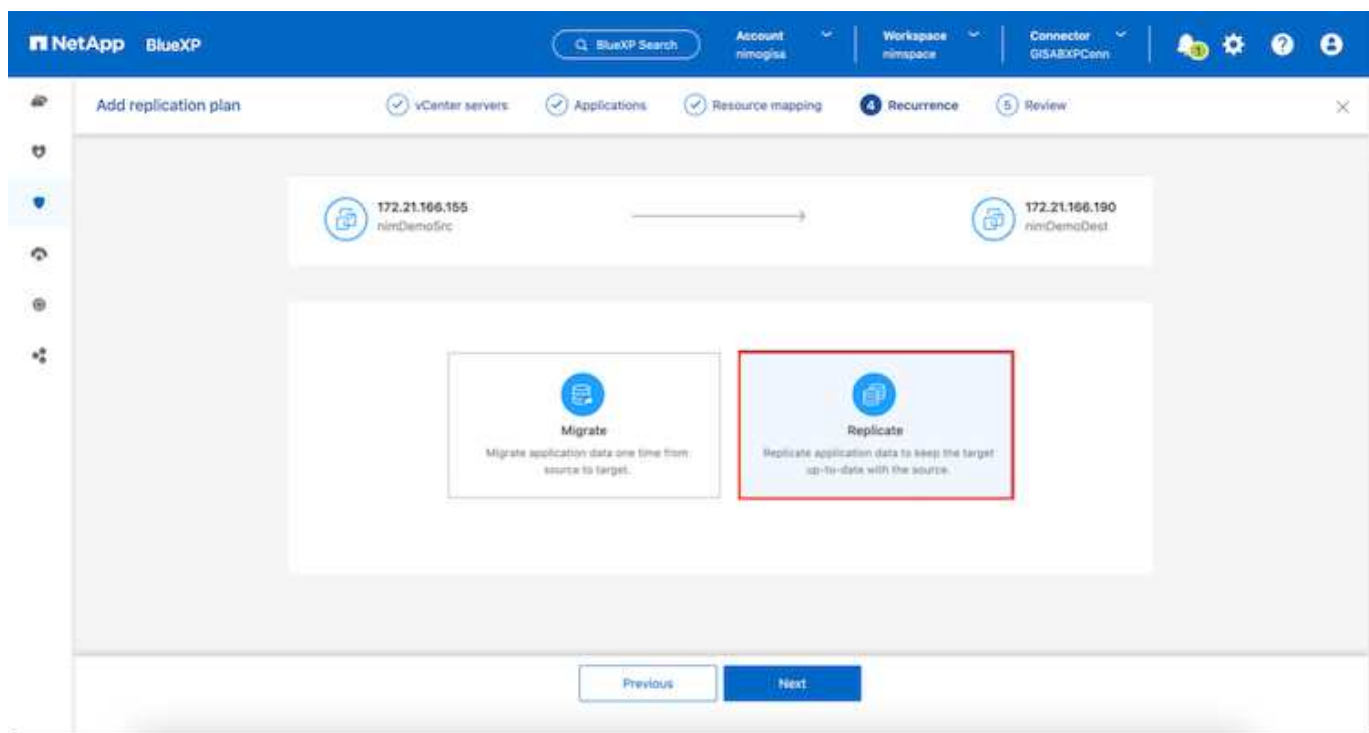 NetApp BlueXP
BlueXP Search
Account
nimogisa
Workspace
nimspace
Connector
GISABXPConn
Add replication plan
vCenter servers
Applications
Resource mapping
4 Recurrence
5 Review
172.21.166.155
nimDemoSrc
172.21.166.190
nimDemoDest
Migrate
Migrate application data one time from
source to target.
Replicate
Replicate application data to keep the target
up-to-date with the source.
Previous
Next